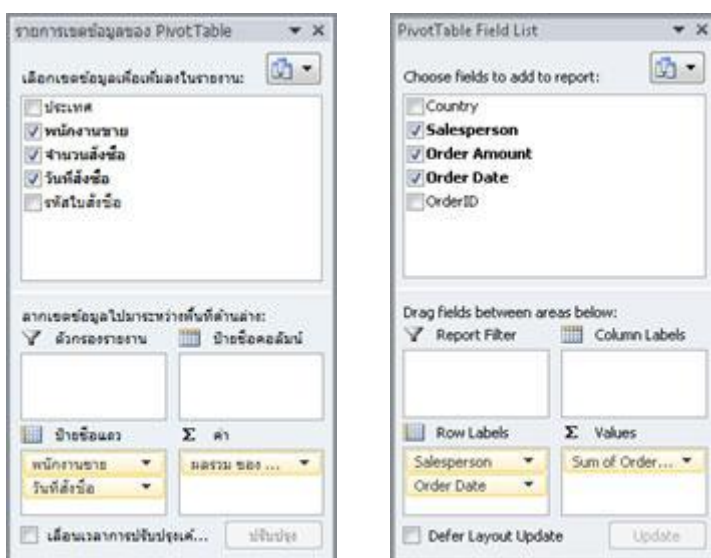 รายการเขตข้อมูลของ PivotTable
เลือกเขตข้อมูลเพื่อเพิ่มลงในรายงาน:
ประเทศ
พนักงานขาย
จำนวนสั่งซื้อ
วันที่สั่งซื้อ
รหัสใบสั่งซื้อ
ลากเขตข้อมูลไปมาระหว่างพื้นที่ด้านล่าง:
ตัวกรองรายงาน
ป้ายชื่อคอลัมน์
ป้ายชื่อแถว
Σ ค่า
พนักงานขาย
วันที่สั่งซื้อ
ผลรวม ของ ...
เลื่อนเวลาการปรับปรุงเค้...
ปรับปรุง
PivotTable Field List
Choose fields to add to report:
Country
Salesperson
Order Amount
Order Date
OrderID
Drag fields between areas below:
Report Filter
Column Labels
Row Labels
Σ Values
Salesperson
Order Date
Sum of Order...
Defer Layout Update
Update